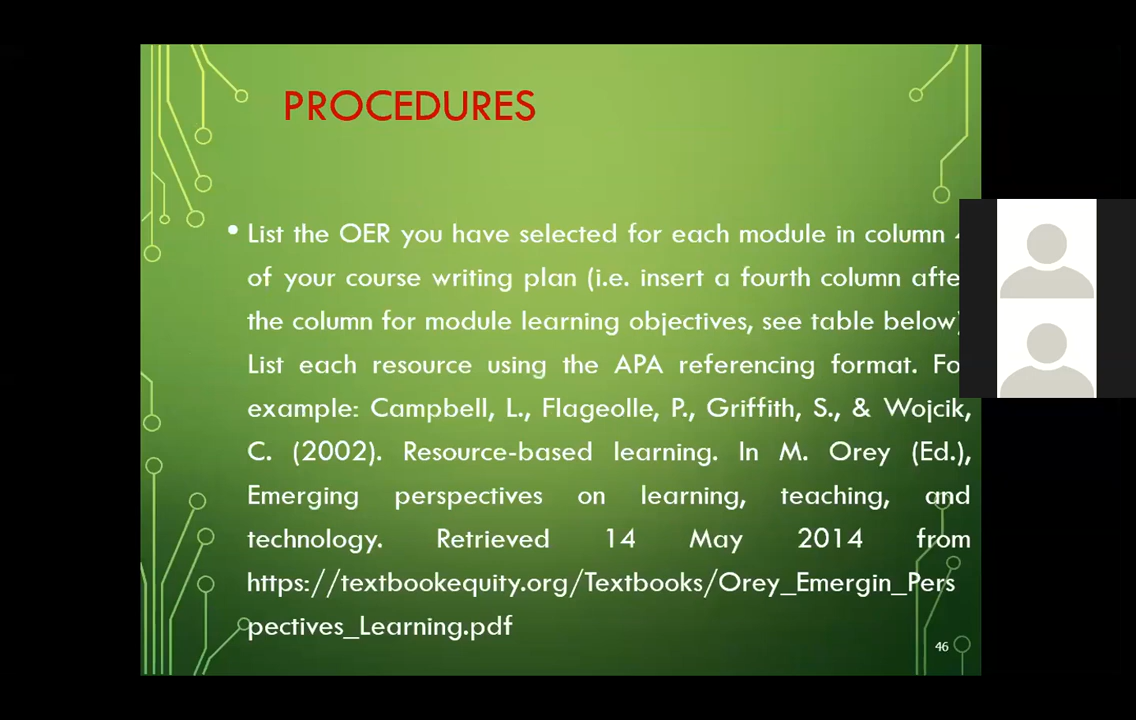 PROCEDURES
• List the OER you have selected for each module in column
of your course writing plan (i.e. insert a fourth column after
the column for module learning objectives, see table below)
List each resource using the APA referencing format. For
example: Campbell, L., Flageolle, P., Griffith, S., & Wojcik,
C. (2002). Resource-based learning. In M. Orey (Ed.),
Emerging perspectives on learning, teaching, and
technology. Retrieved 14 May 2014 from
https://textbookequity.org/Textbooks/Orey_Emergin_Pers
pectives_Learning.pdf
46